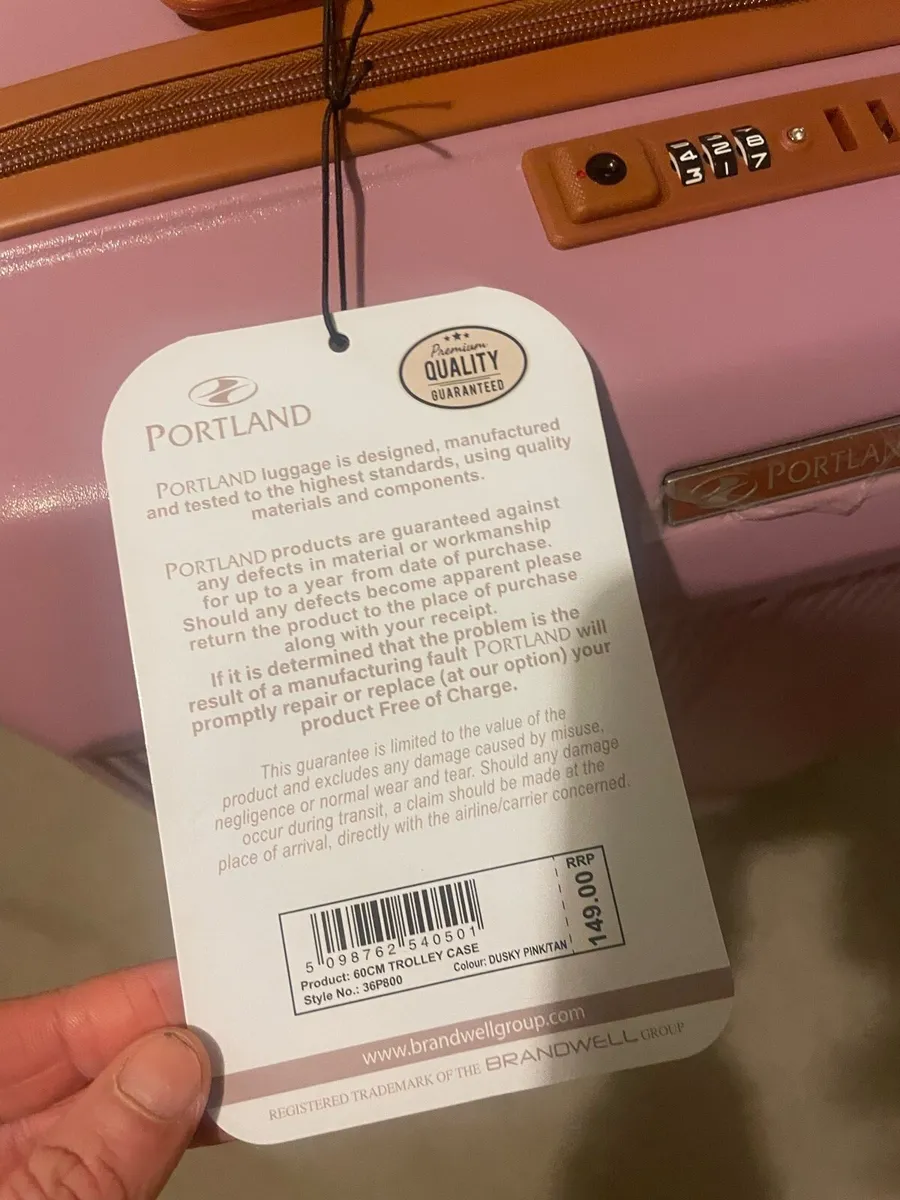 4 2 8
3 1 7
PORTLAND
Premium
QUALITY
GUARANTEED
PORTLAND
PORTLAND luggage is designed, manufactured
and tested to the highest standards, using quality
materials and components.
PORTLAND products are guaranteed against
any defects in material or workmanship
for up to a year from date of purchase.
Should any defects become apparent please
return the product to the place of purchase
along with your receipt.
If it is determined that the problem is the
result of a manufacturing fault PORTLAND will
promptly repair or replace (at our option) your
product Free of Charge.
This guarantee is limited to the value of the
product and excludes any damage caused by misuse,
negligence or normal wear and tear. Should any damage
occur during transit, a claim should be made at the
place of arrival, directly with the airline/carrier concerned.
RRP
149.00
5 098762 540501
Product: 60CM TROLLEY CASE
Style No.: 36P800
Colour: DUSKY PINK/TAN
www.brandwellgroup.com
REGISTERED TRADEMARK OF THE BRANDWELL GROUP